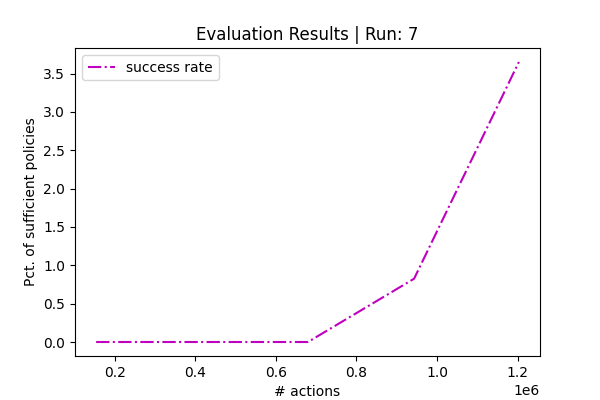 Evaluation Results | Run: 7
success rate
Pct. of sufficient policies
3.5
3.0
2.5
2.0
1.5
1.0
0.5
0.0
0.2 0.4 0.6 0.8 1.0 1.2
1e6
# actions